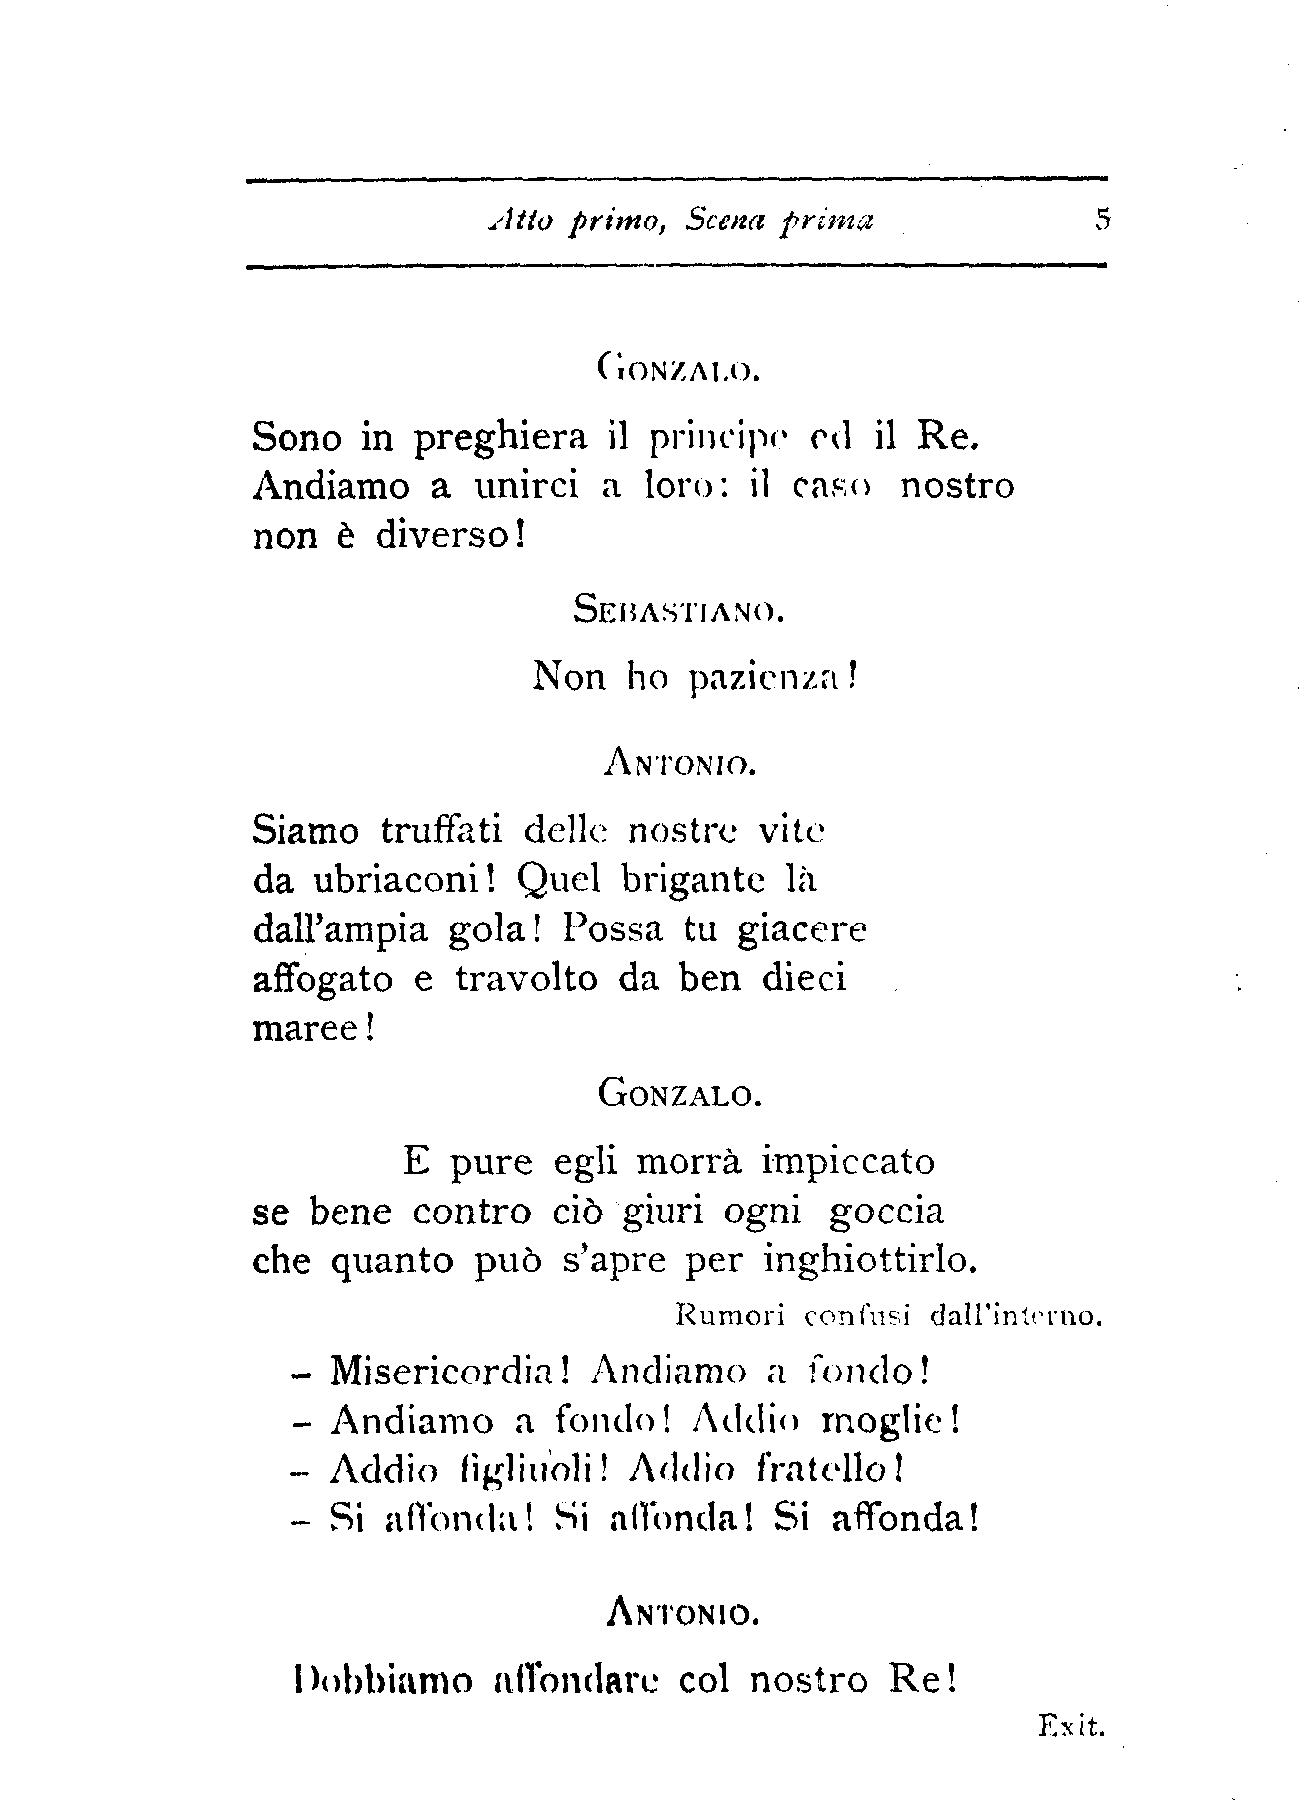 Atto primo, Scena prima 5
GONZALO.
Sono in preghiera il principe ed il Re.
Andiamo a unirci a loro: il caso nostro
non è diverso!
SEBASTIANO.
Non ho pazienza!
ANTONIO.
Siamo truffati delle nostre vite
da ubriaconi! Quel brigante là
dall'ampia gola! Possa tu giacere
affogato e travolto da ben dieci
maree!
GONZALO.
E pure egli morrà impiccato
se bene contro ciò giuri ogni goccia
che quanto può s'apre per inghiottirlo.
Rumori confusi dall'interno.
– Misericordia! Andiamo a fondo!
– Andiamo a fondo! Addio moglie!
– Addio figliuoli! Addio fratello!
– Si affonda! Si affonda! Si affonda!
ANTONIO.
Dobbiamo affondare col nostro Re!
Exit.